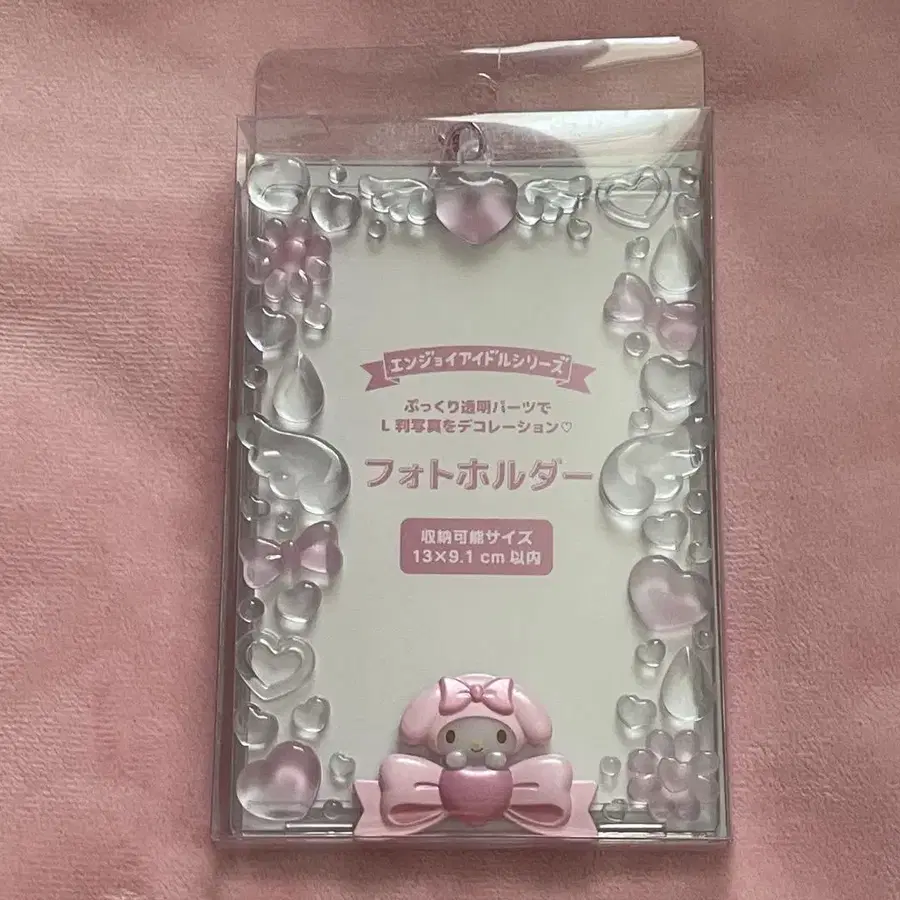 エンジョイアイドルシリーズ
ぷっくり透明パーツで
L 判写真をデコレーション♡
フォトホルダー
収納可能サイズ
13×9.1 cm 以内